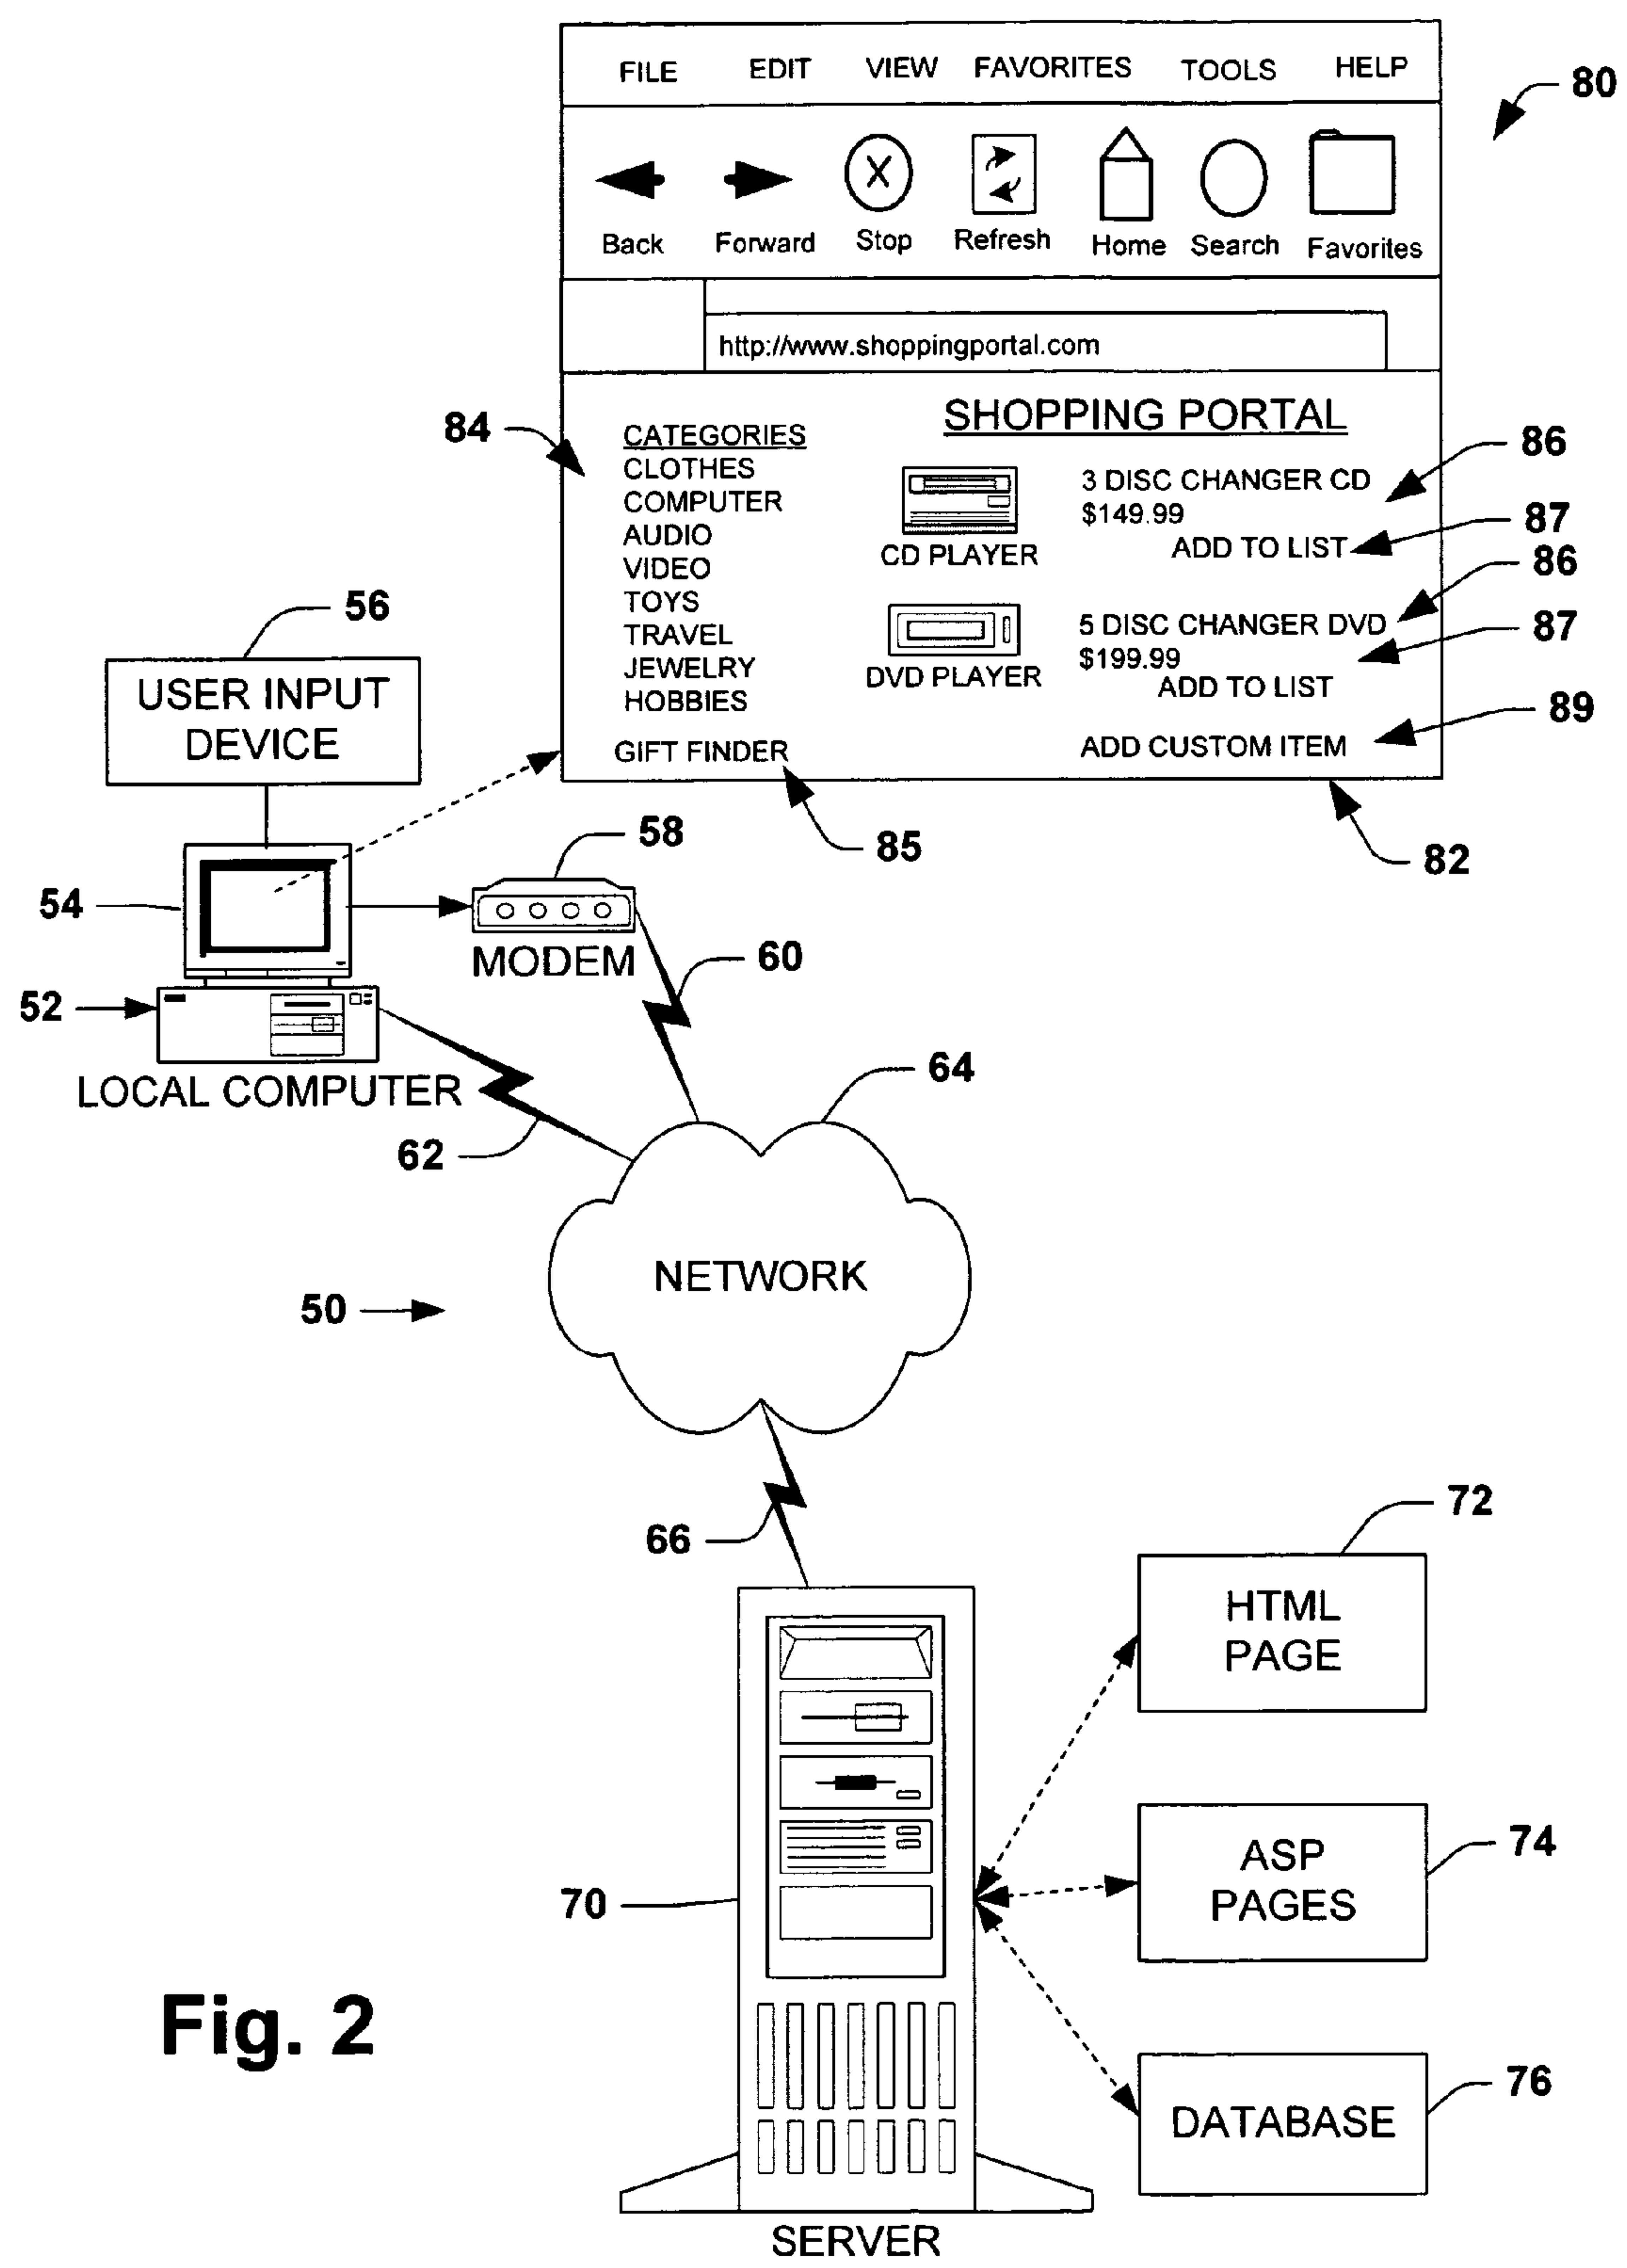 FILE EDIT VIEW FAVORITES TOOLS HELP
80
Back Forward Stop Refresh Home Search Favorites
http://www.shoppingportal.com
SHOPPING PORTAL
84
CATEGORIES
CLOTHES
COMPUTER
AUDIO
VIDEO
TOYS
TRAVEL
JEWELRY
HOBBIES
GIFT FINDER
85
CD PLAYER
3 DISC CHANGER CD
$149.99
ADD TO LIST
86
87
DVD PLAYER
5 DISC CHANGER DVD
$199.99
ADD TO LIST
86
87
ADD CUSTOM ITEM
89
82
56
USER INPUT
DEVICE
54
58
MODEM
52
LOCAL COMPUTER
60
62
64
NETWORK
50
66
72
HTML
PAGE
74
ASP
PAGES
70
76
DATABASE
SERVER
Fig. 2